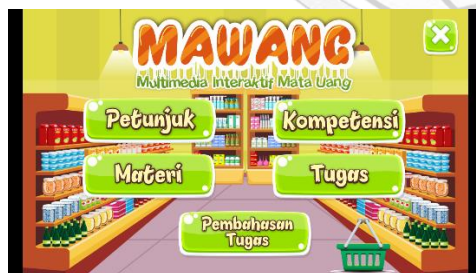 MAWANG
Multimedia Interaktif Mata Uang
Petunjuk
Kompetensi
Materi
Tugas
Pembahasan
Tugas